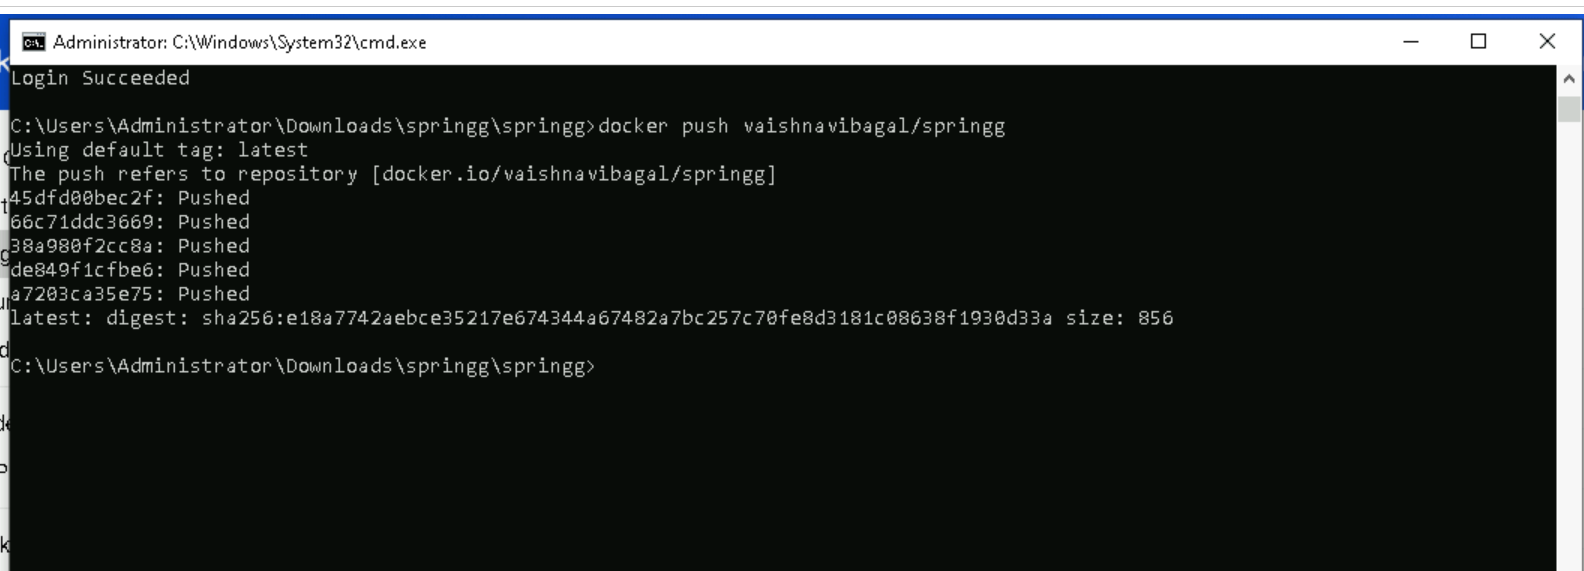 Administrator: C:\Windows\System32\cmd.exe
Login Succeeded
C:\Users\Administrator\Downloads\springg\springg>docker push vaishnavibagal/springg
Using default tag: latest
The push refers to repository [docker.io/vaishnavibagal/springg]
45dfd00bec2f: Pushed
66c71ddc3669: Pushed
38a980f2cc8a: Pushed
de849f1cfbe6: Pushed
a7203ca35e75: Pushed
latest: digest: sha256:e18a7742aebce35217e674344a67482a7bc257c70fe8d3181c08638f1930d33a size: 856
C:\Users\Administrator\Downloads\springg\springg>